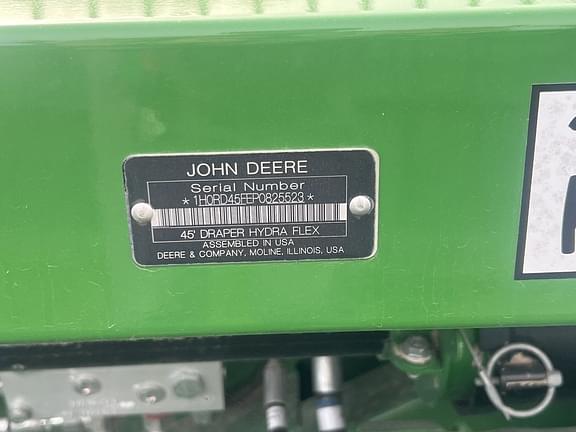 JOHN DEERE
Serial Number
*1H0RD45FEP0825523*
45' DRAPER HYDRA FLEX
ASSEMBLED IN USA
DEERE & COMPANY, MOLINE, ILLINOIS, USA